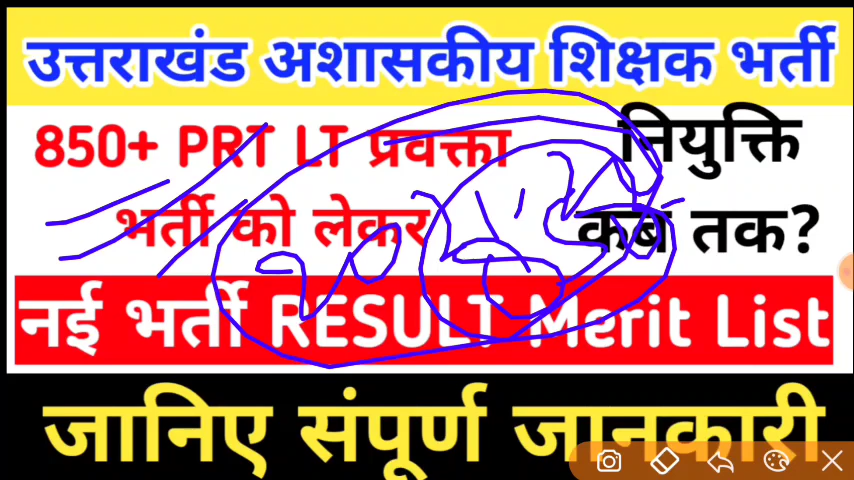 उत्तराखंड अशासकीय शिक्षक भर्ती
850+ PRT LT प्रवक्ता नियुक्ति
भर्ती को लेकर कब तक?
नई भर्ती RESULT Merit List
जानिए संपूर्ण जानकारी